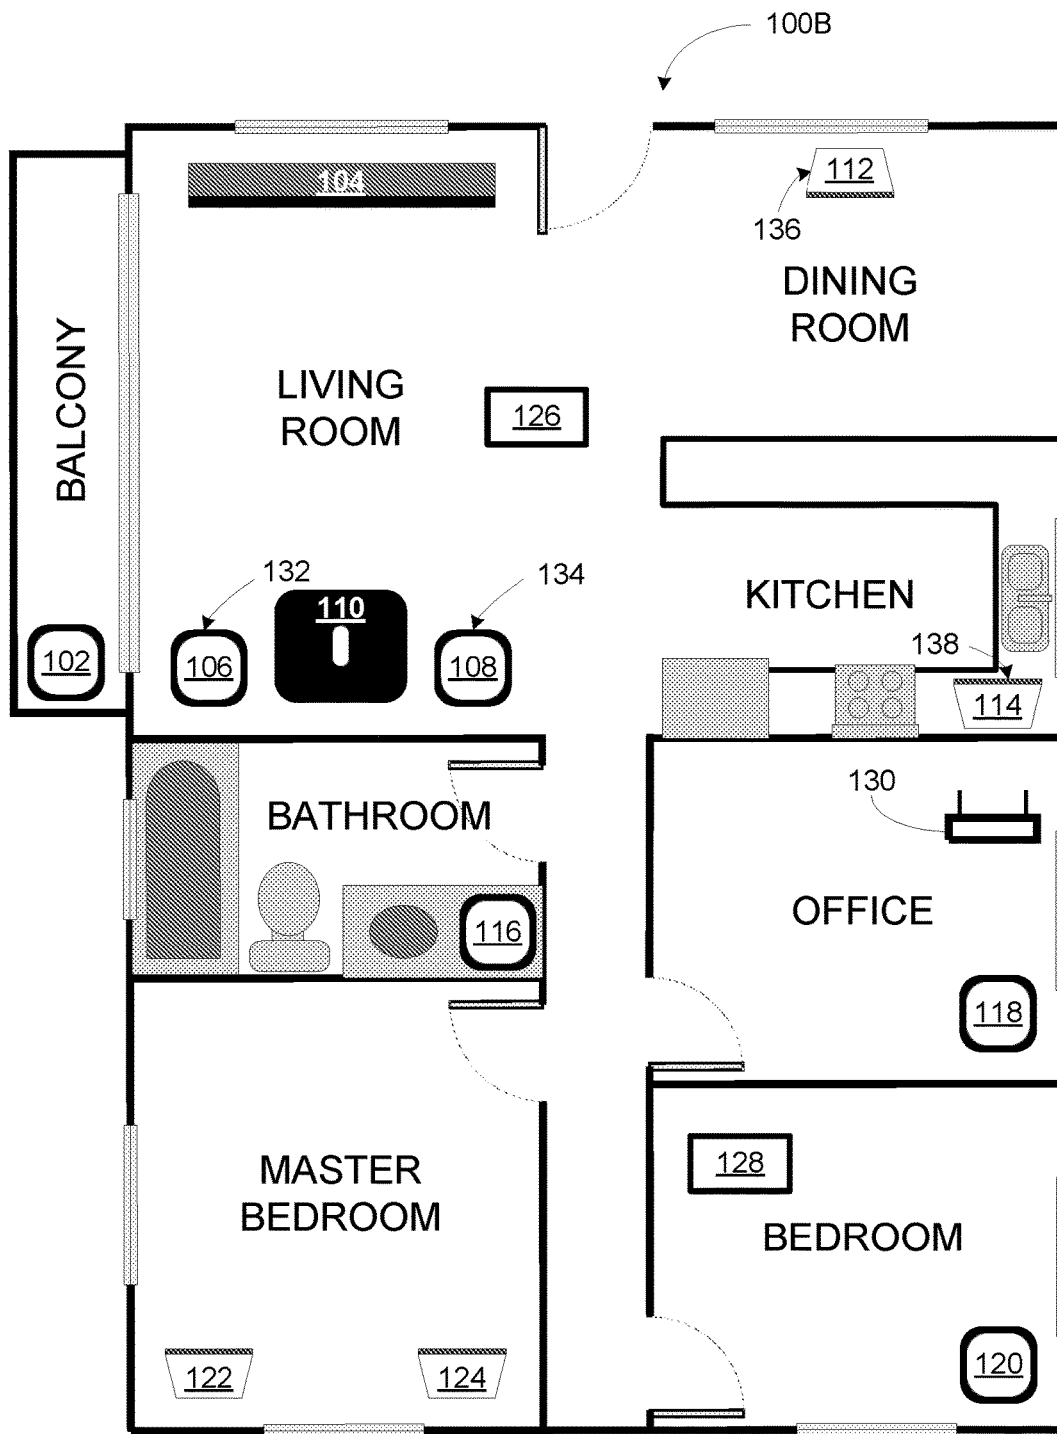 100B
104
112
136
DINING
ROOM
BALCONY
LIVING
ROOM
126
132
110
134
KITCHEN
102
106
108
138
114
130
BATHROOM
OFFICE
116
118
128
MASTER
BEDROOM
BEDROOM
122
124
120